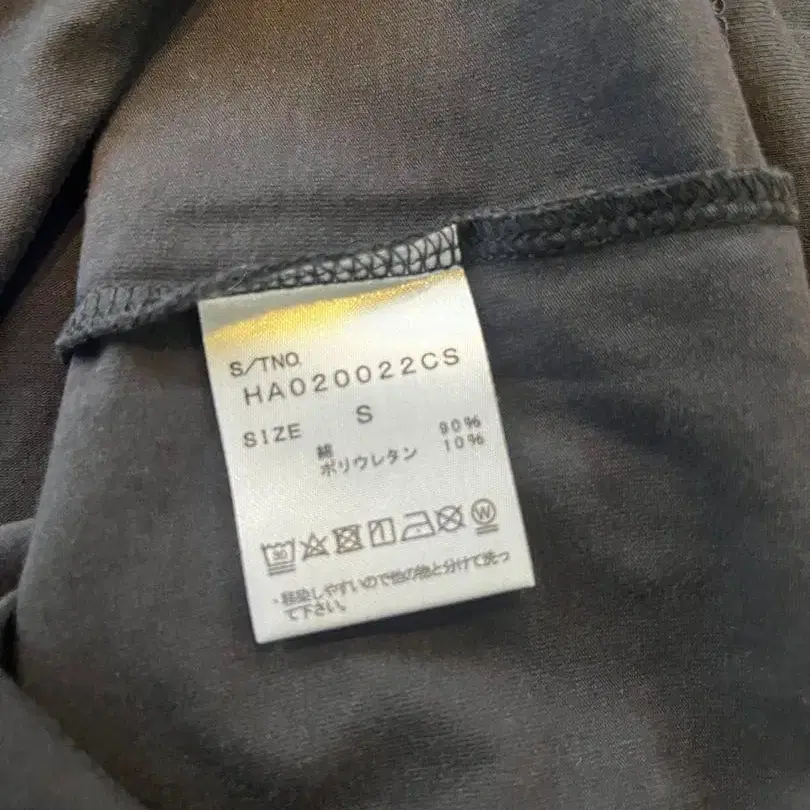 S/TNO.
HA020022CS
SIZE S
綿 90%
ポリウレタン 10%
30 W
・移染しやすいので他の物と分けて洗っ
て下さい。